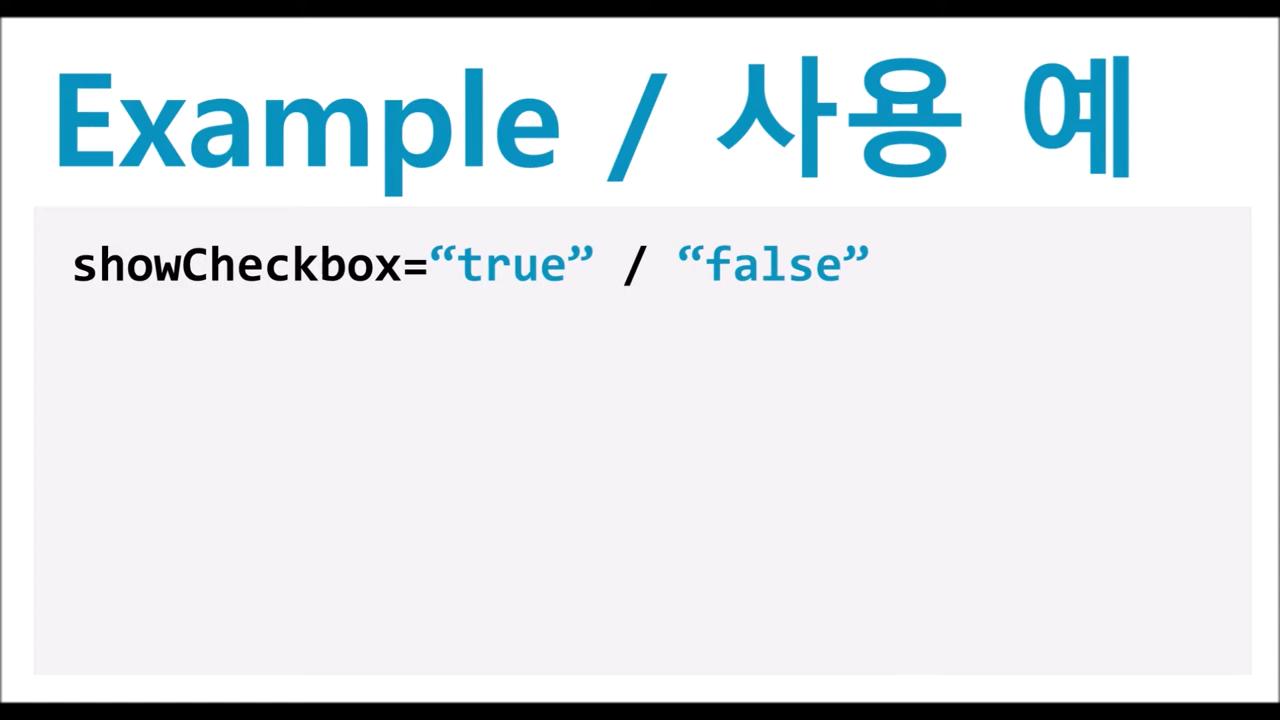 Example / 사용 예
showCheckbox=“true” / “false”